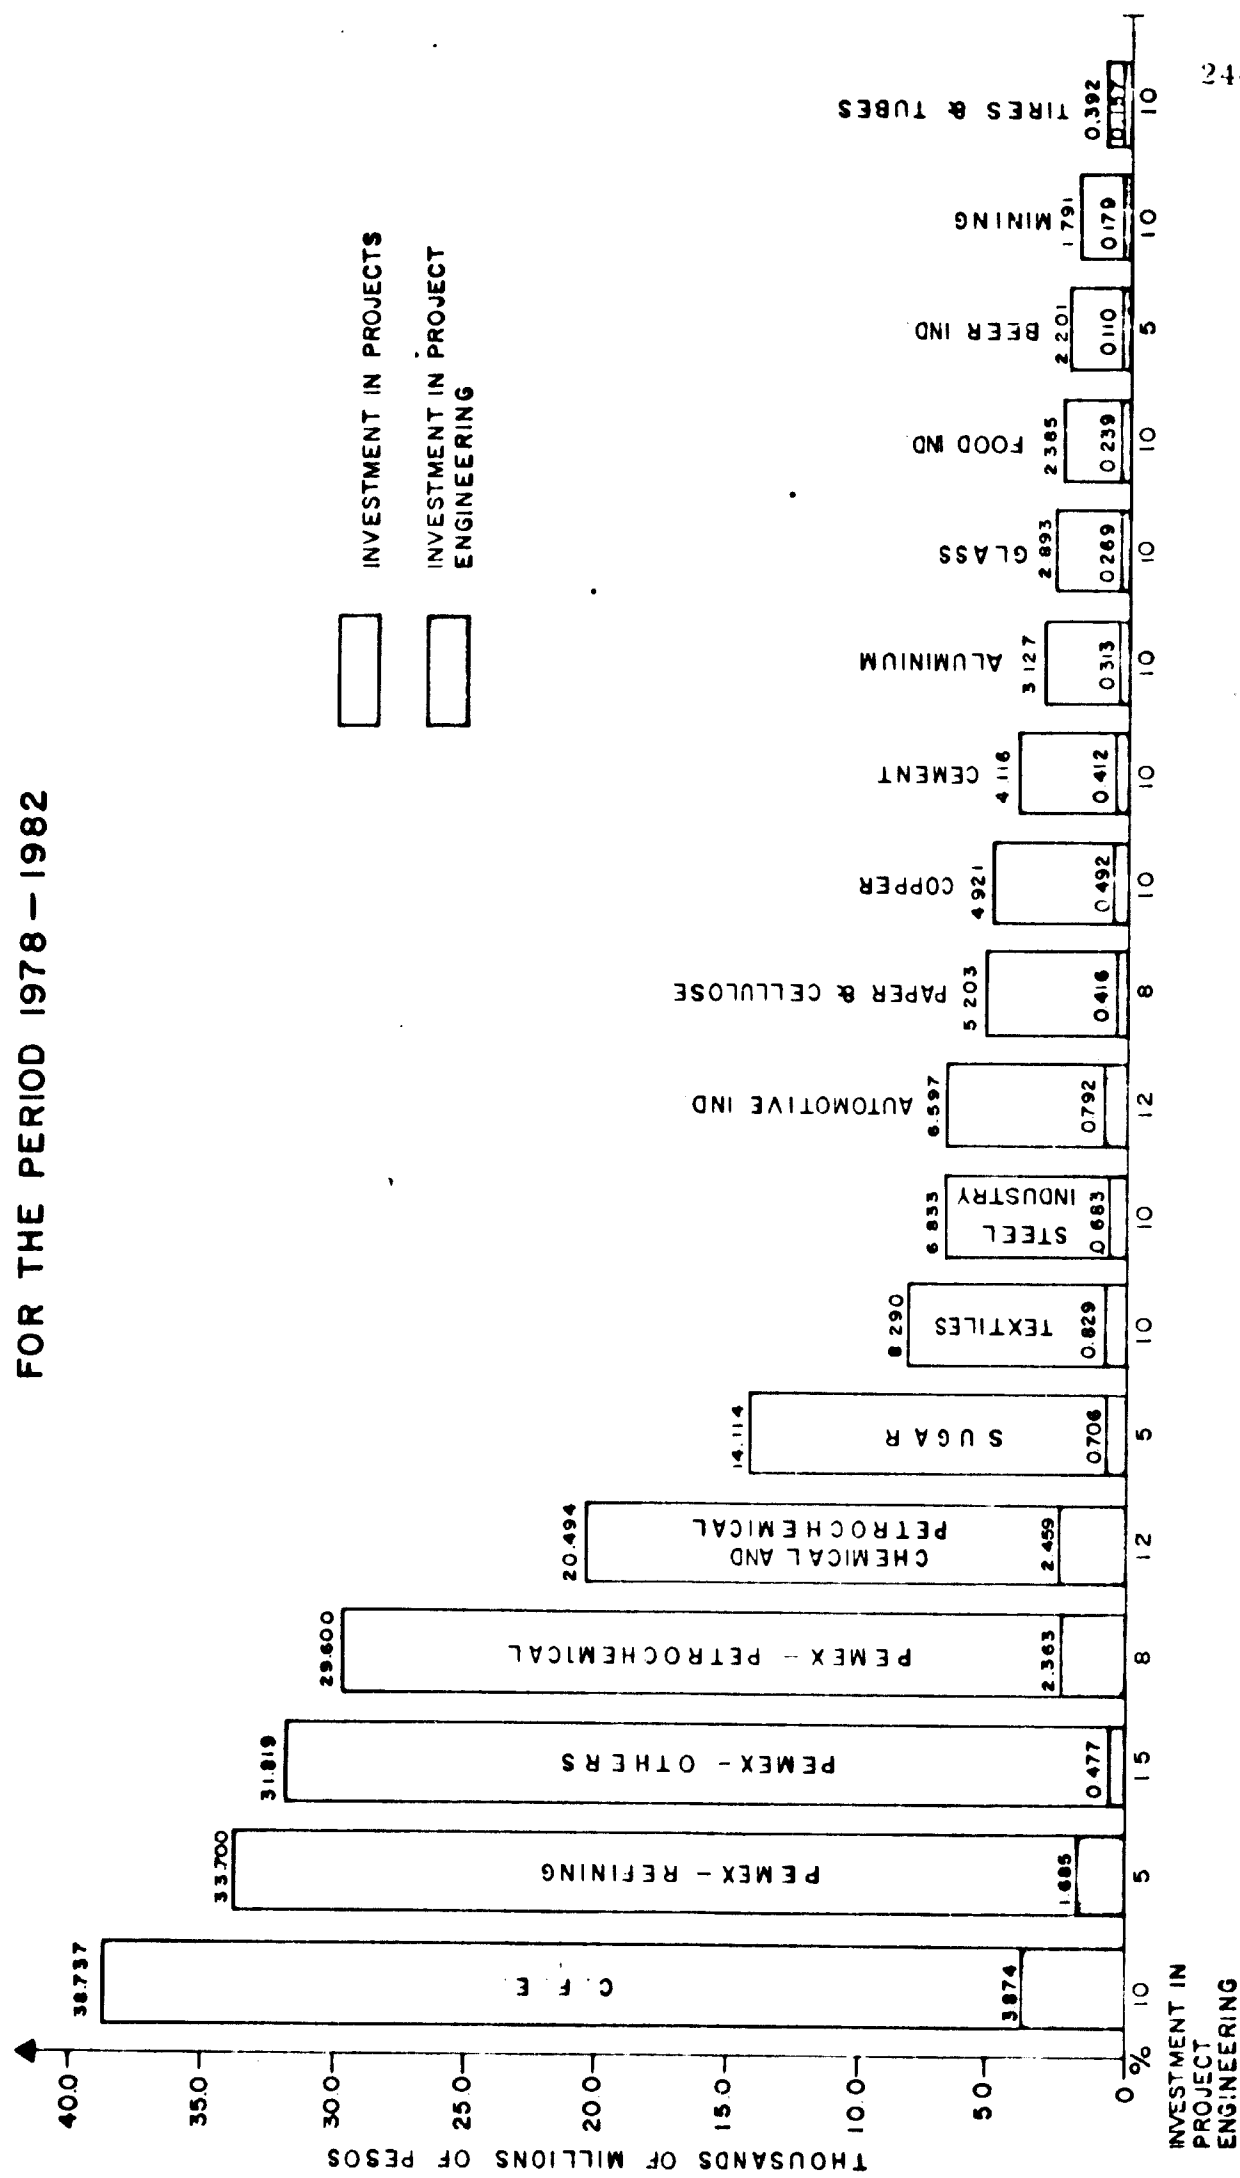 24
FOR THE PERIOD 1978-1982
INVESTMENT IN PROJECTS
INVESTMENT IN PROJECT
ENGINEERING
THOUSANDS OF MILLIONS OF PESOS
40.0
35.0
30.0
25.0
20.0
15.0
10.0
5.0
0
%
INVESTMENT IN
PROJECT
ENGINEERING
38.737
C. F. E.
3.874
10
33.700
PEMEX - REFINING
1.685
5
31.819
PEMEX - OTHERS
0.477
15
29.600
PEMEX - PETROCHEMICAL
2.363
8
20.494
CHEMICAL AND
PETROCHEMICAL
2.459
12
14.114
SUGAR
0.706
5
8.290
TEXTILES
0.829
10
6.833
STEEL
INDUSTRY
0.683
10
6.597
AUTOMOTIVE IND
0.792
12
5.203
PAPER & CELLULOSE
0.416
8
4.921
COPPER
0.492
10
4.116
CEMENT
0.412
10
3.127
ALUMINIUM
0.313
10
2.893
GLASS
0.289
10
2.385
FOOD IND.
0.239
10
2.201
BEER IND.
0.110
5
1.791
MINING
0.179
10
0.392
TIRES & TUBES
0.157
10